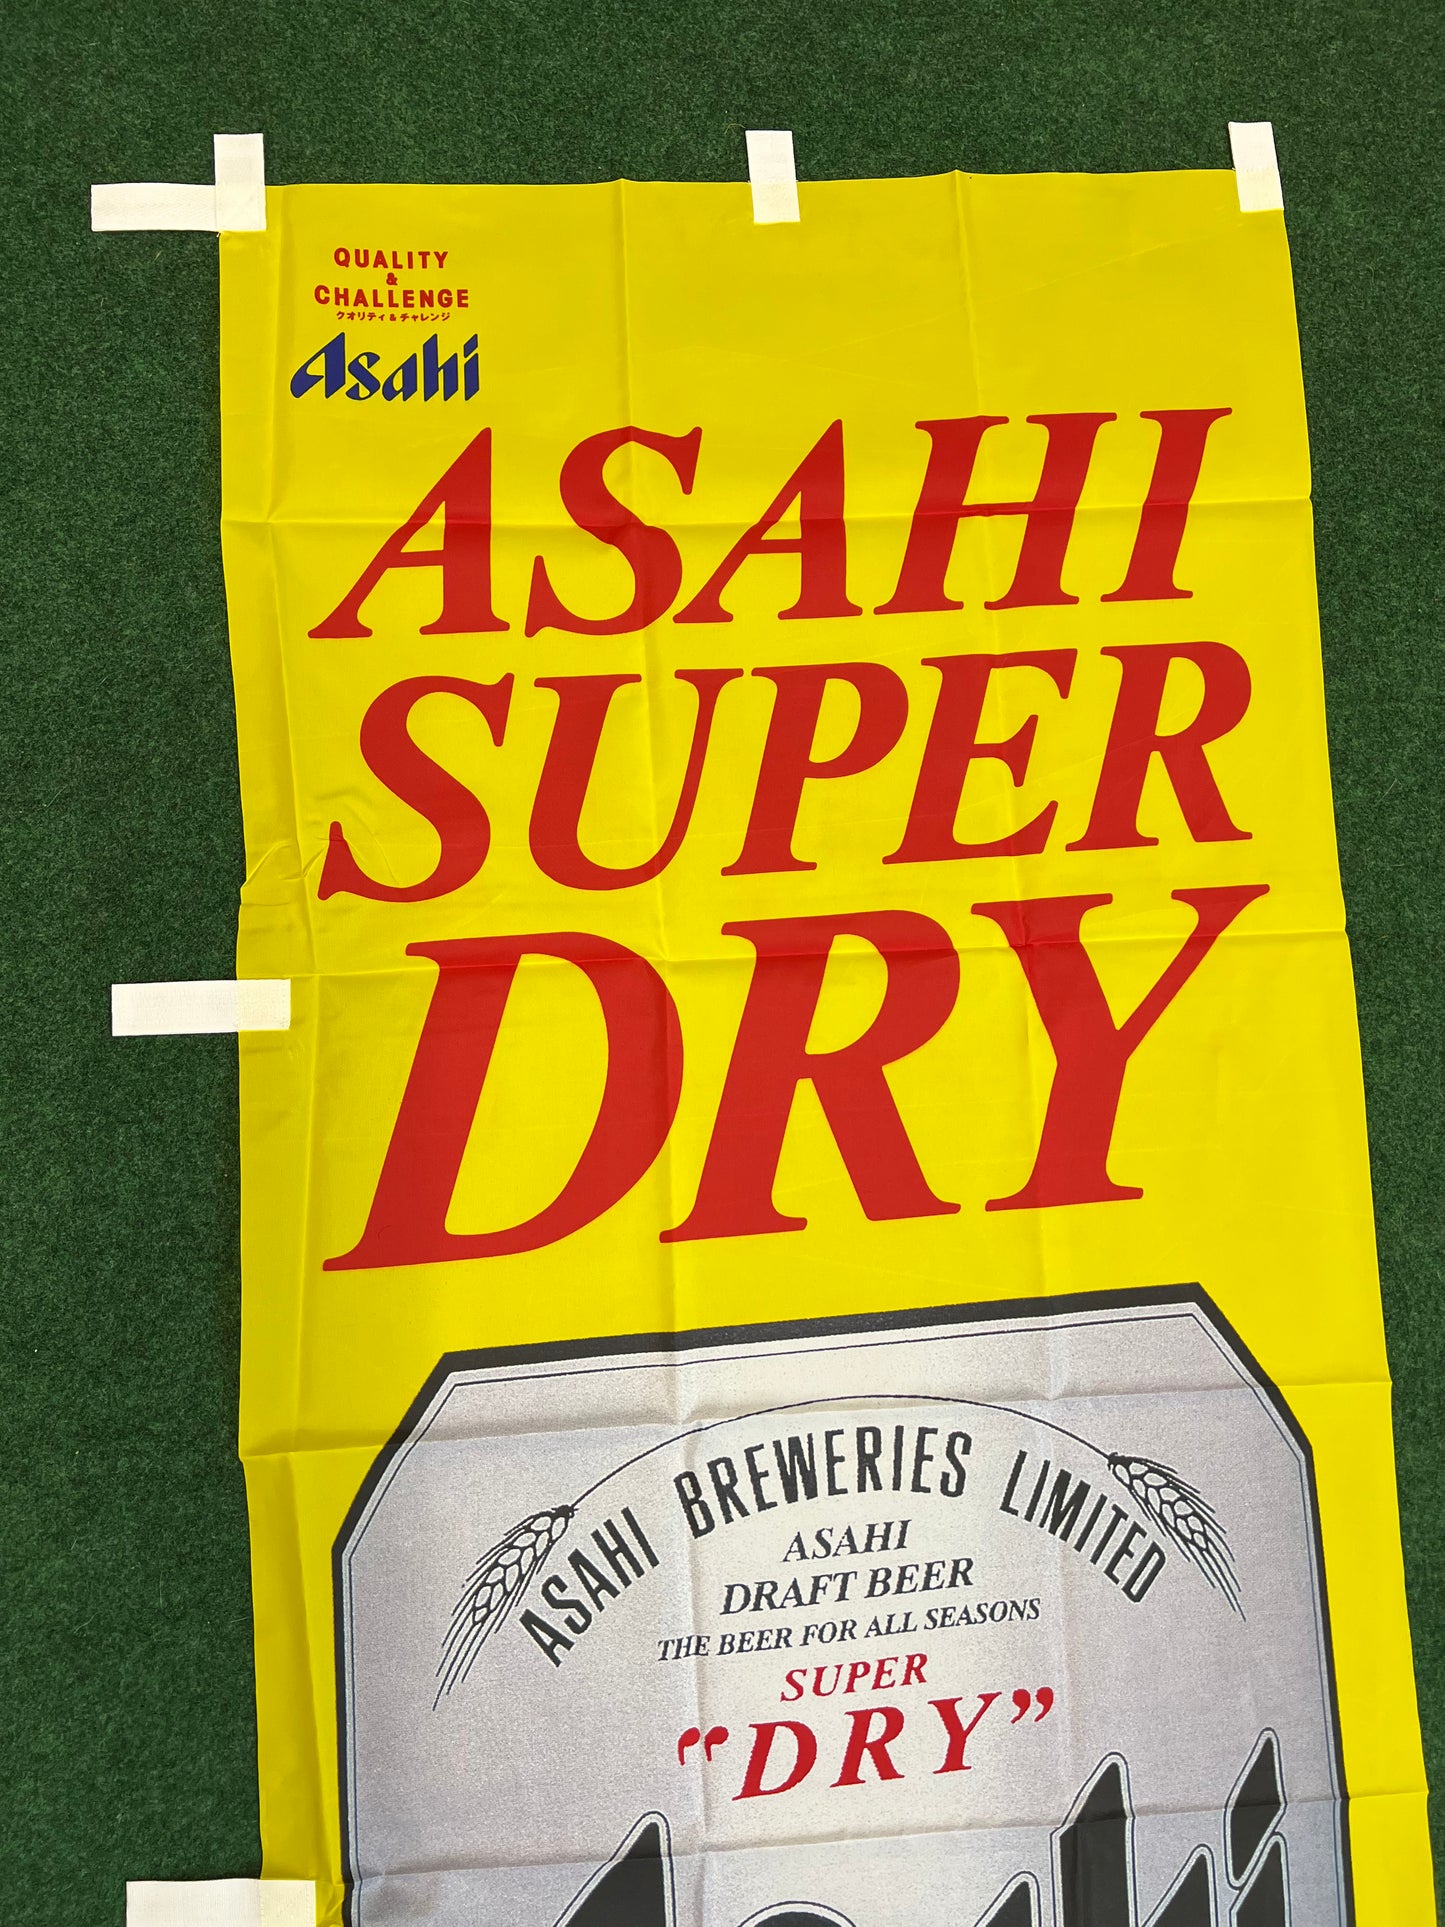 QUALITY
&
CHALLENGE
クオリティ&チャレンジ
Asahi
ASAHI
SUPER
DRY
ASAHI BREWERIES LIMITED
ASAHI
DRAFT BEER
THE BEER FOR ALL SEASONS
SUPER
“DRY”
Asahi